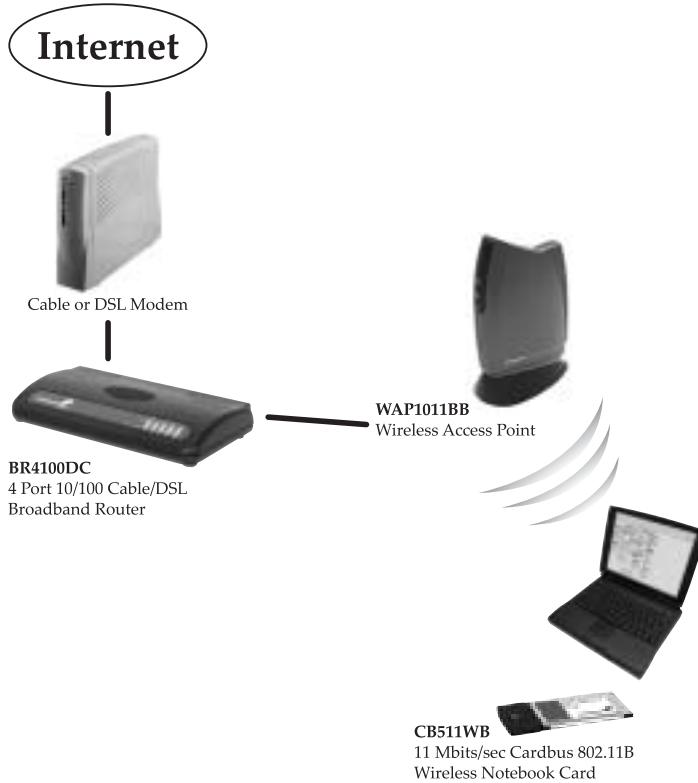 Internet
Cable or DSL Modem
WAP1011BB
Wireless Access Point
BR4100DC
4 Port 10/100 Cable/DSL
Broadband Router
CB511WB
11 Mbits/sec Cardbus 802.11B
Wireless Notebook Card